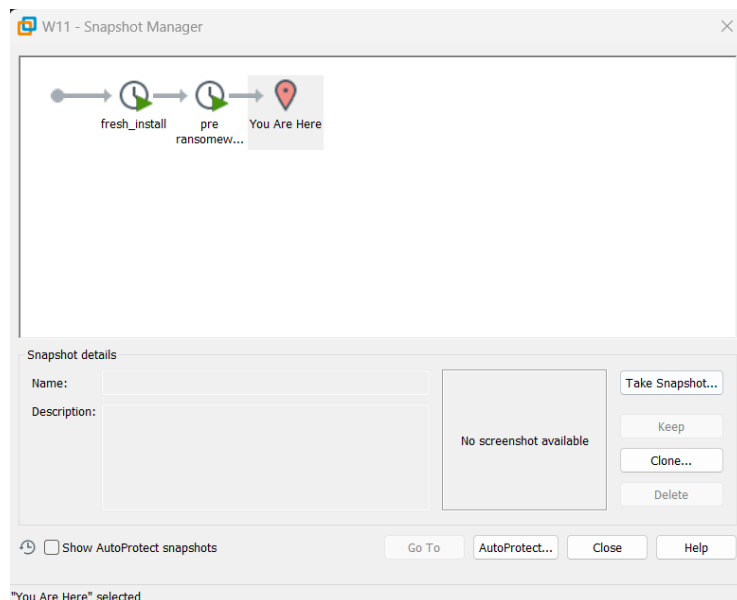 W11 - Snapshot Manager
fresh_install
pre
ransomew...
You Are Here
Snapshot details
Name:
Description:
No screenshot available
Take Snapshot...
Keep
Clone...
Delete
Show AutoProtect snapshots
Go To
AutoProtect...
Close
Help
"You Are Here" selected